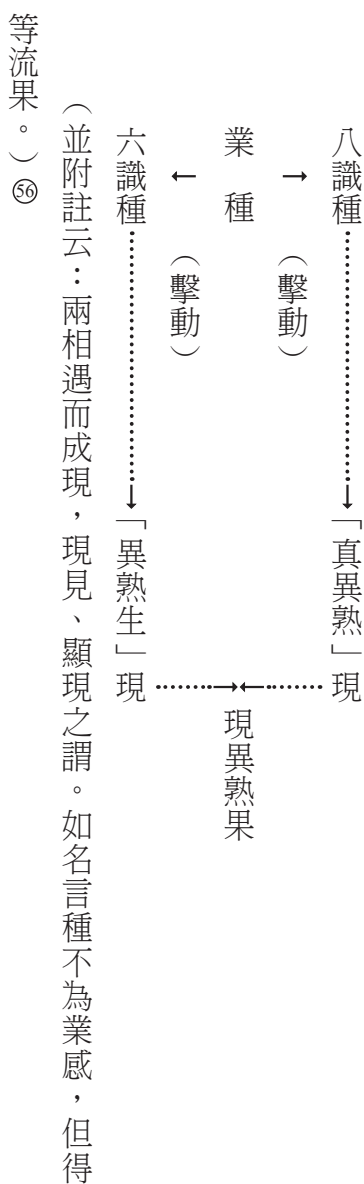 八識種……→「真異熟」現
→（擊動）
業種 現異熟果
←（擊動）
六識種……→「異熟生」現……→←……
（並附註云：兩相遇而成現，現見、顯現之謂。如名言種不為業感，但得
等流果。）56